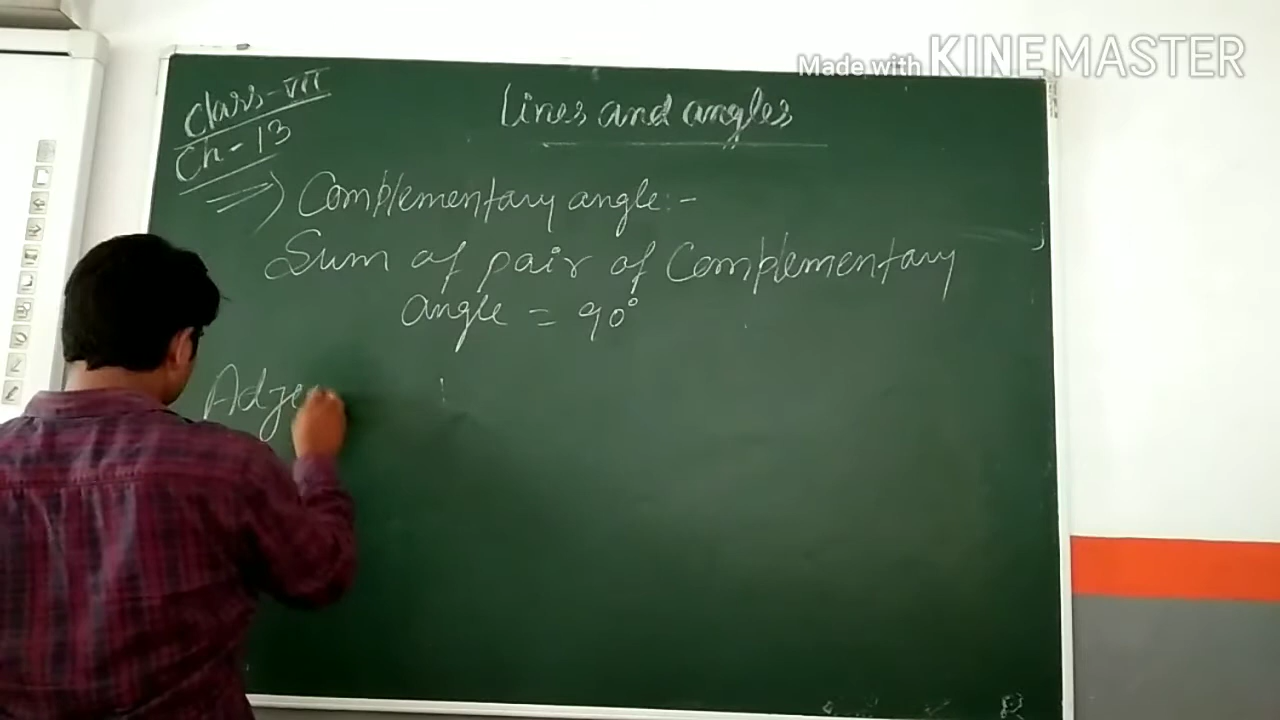 Made with KINEMASTER
Class-VII
Ch-13
Lines and angles
Complementary angle:-
Sum of pair of Complementary
angle = 90°
Adje